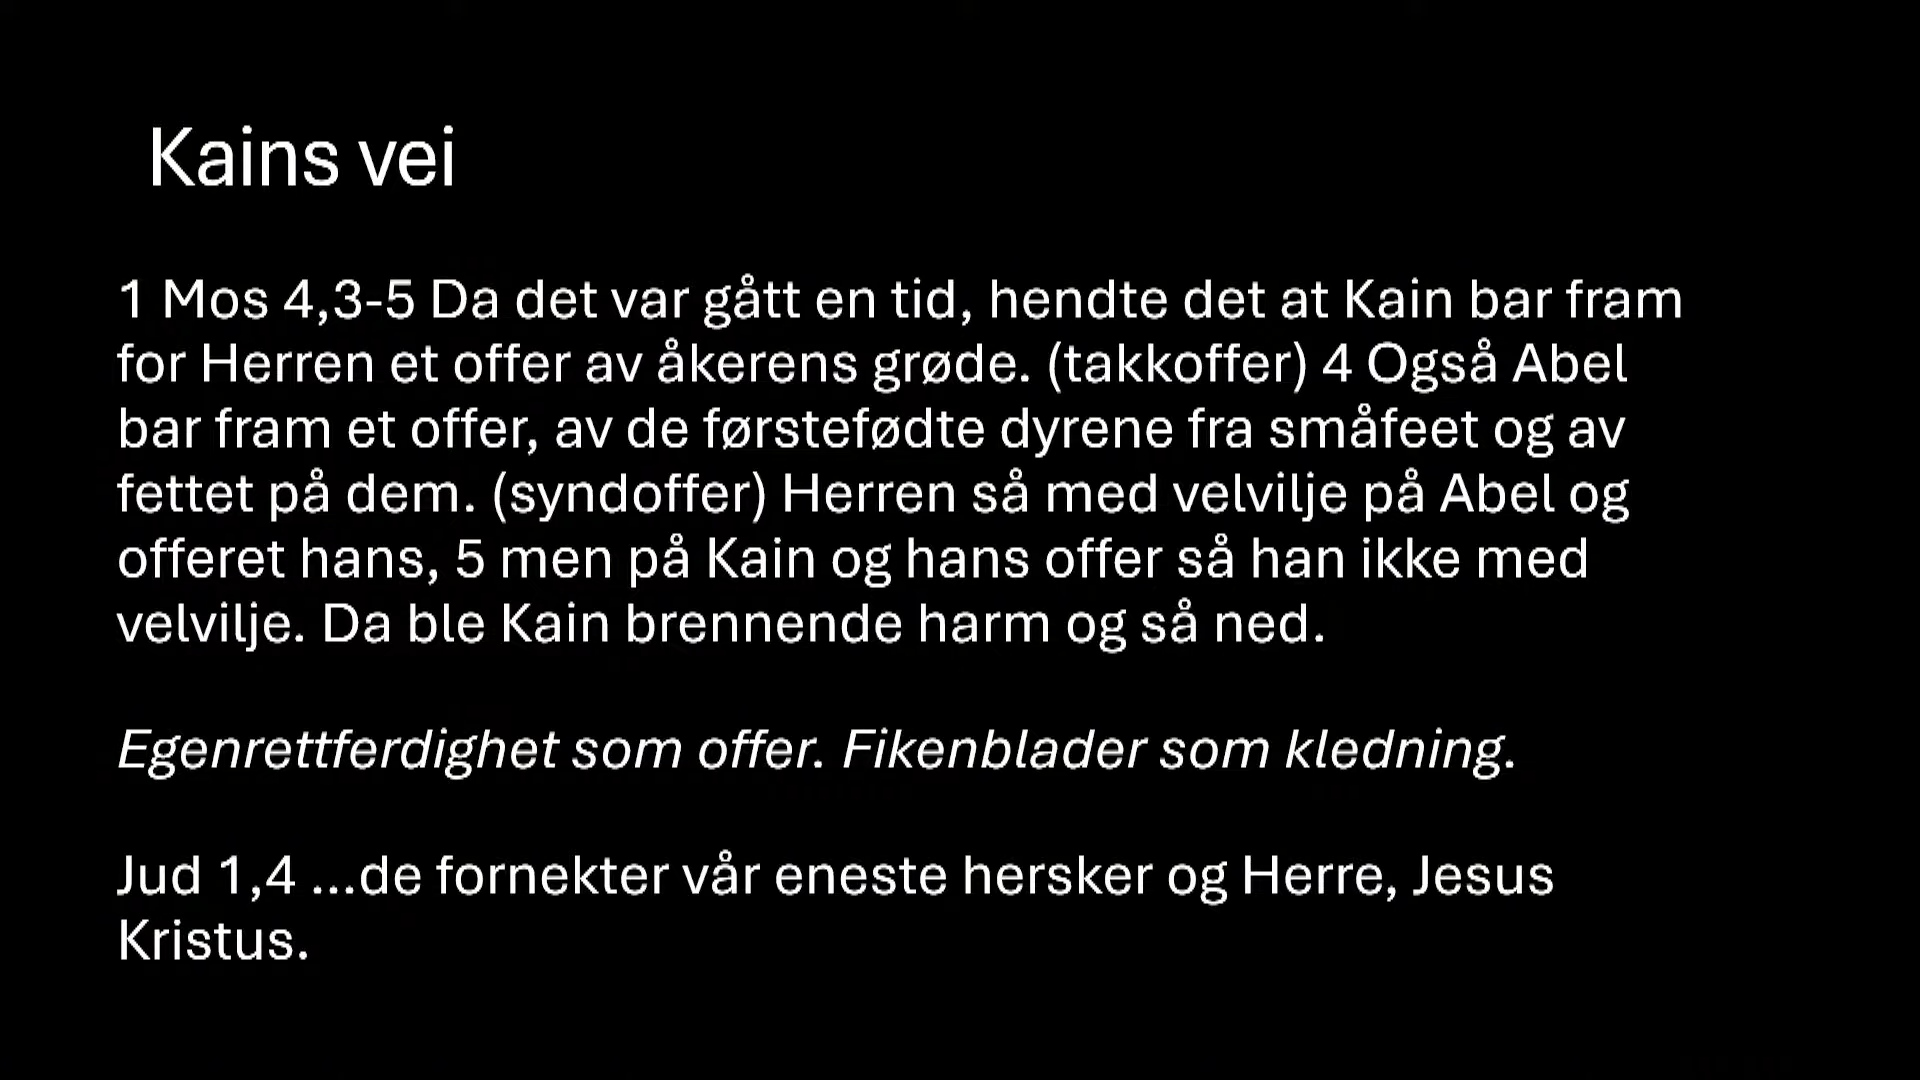 Kains vei
1 Mos 4,3-5 Da det var gått en tid, hendte det at Kain bar fram
for Herren et offer av åkerens grøde. (takkoffer) 4 Også Abel
bar fram et offer, av de førstefødte dyrene fra småfeet og av
fettet på dem. (syndoffer) Herren så med velvilje på Abel og
offeret hans, 5 men på Kain og hans offer så han ikke med
velvilje. Da ble Kain brennende harm og så ned.
Egenrettferdighet som offer. Fikenblader som kledning.
Jud 1,4 ...de fornekter vår eneste hersker og Herre, Jesus
Kristus.